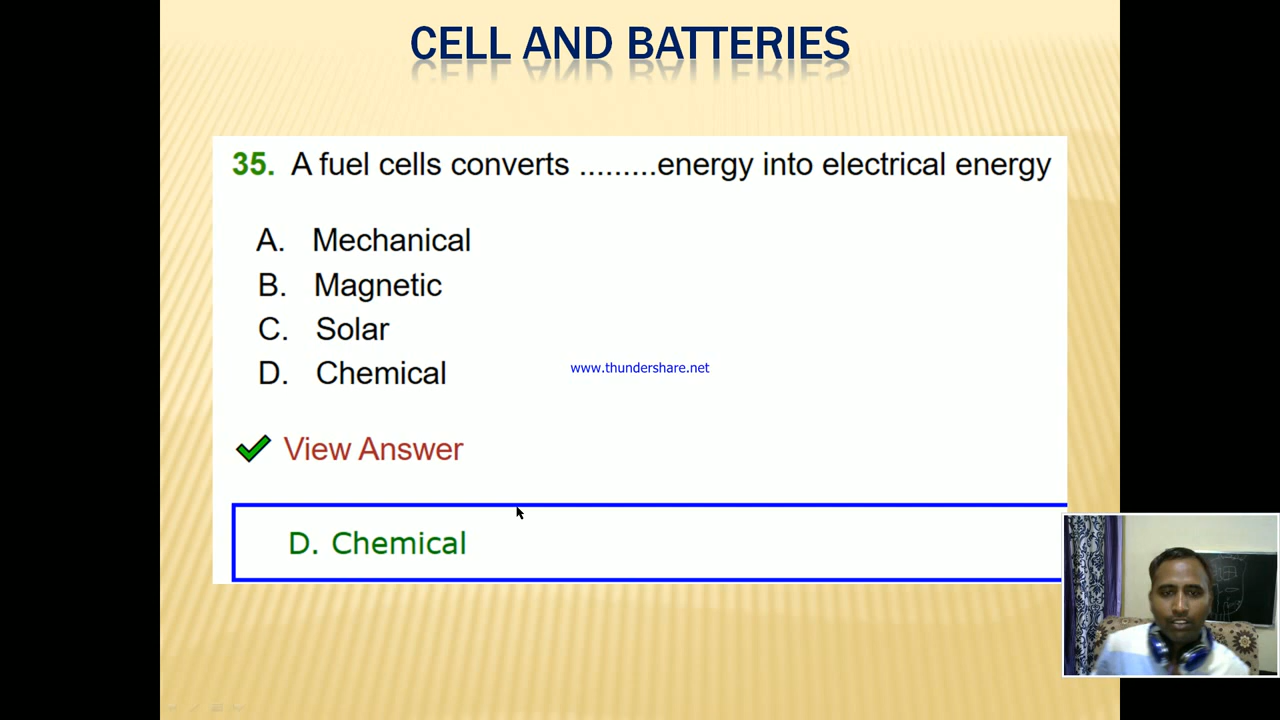 CELL AND BATTERIES
35. A fuel cells converts .........energy into electrical energy
A. Mechanical
B. Magnetic
C. Solar
D. Chemical
www.thundershare.net
View Answer
D. Chemical